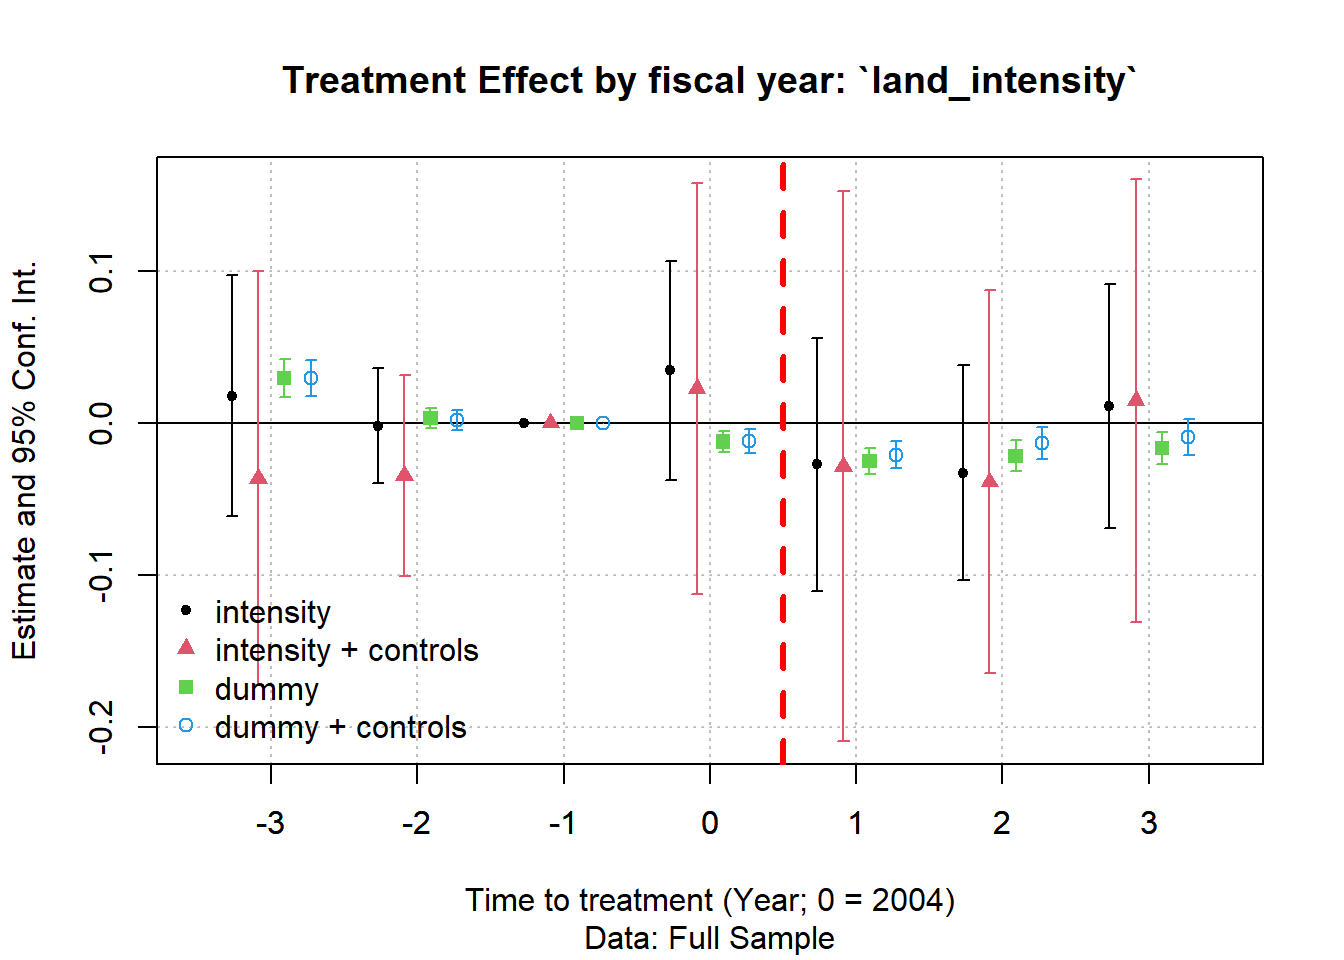 Treatment Effect by fiscal year: `land_intensity`
Estimate and 95% Conf. Int.
0.1
0.0
-0.1
-0.2
intensity
intensity + controls
dummy
dummy + controls
-3 -2 -1 0 1 2 3
Time to treatment (Year; 0 = 2004)
Data: Full Sample